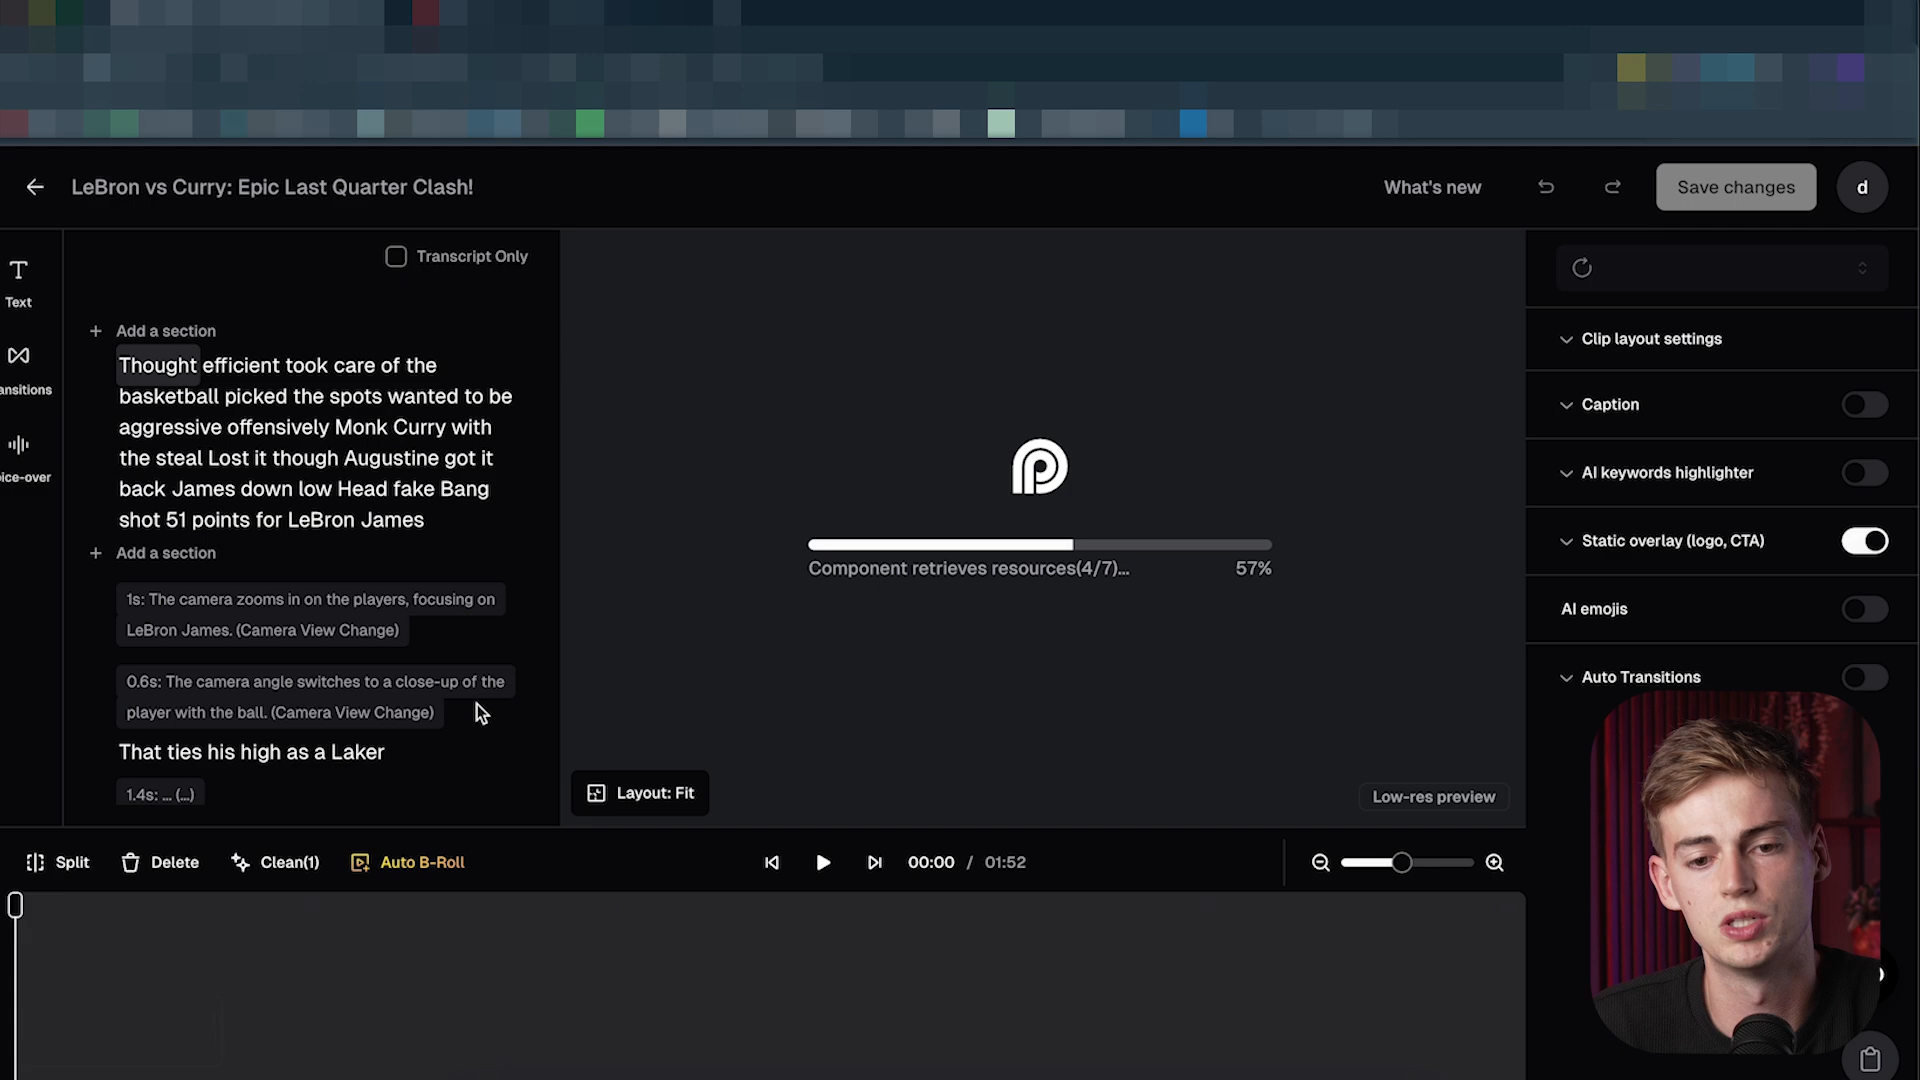 LeBron vs Curry: Epic Last Quarter Clash!
What's new
Save changes
d
Text
ansitions
ice-over
Transcript Only
Add a section
Thought efficient took care of the
basketball picked the spots wanted to be
aggressive offensively Monk Curry with
the steal Lost it though Augustine got it
back James down low Head fake Bang
shot 51 points for LeBron James
Add a section
1s: The camera zooms in on the players, focusing on
LeBron James. (Camera View Change)
0.6s: The camera angle switches to a close-up of the
player with the ball. (Camera View Change)
That ties his high as a Laker
1.4s: ... (...)
Component retrieves resources(4/7)...
57%
Layout: Fit
Low-res preview
Clip layout settings
Caption
AI keywords highlighter
Static overlay (logo, CTA)
AI emojis
Auto Transitions
Split
Delete
Clean(1)
Auto B-Roll
00:00 / 01:52